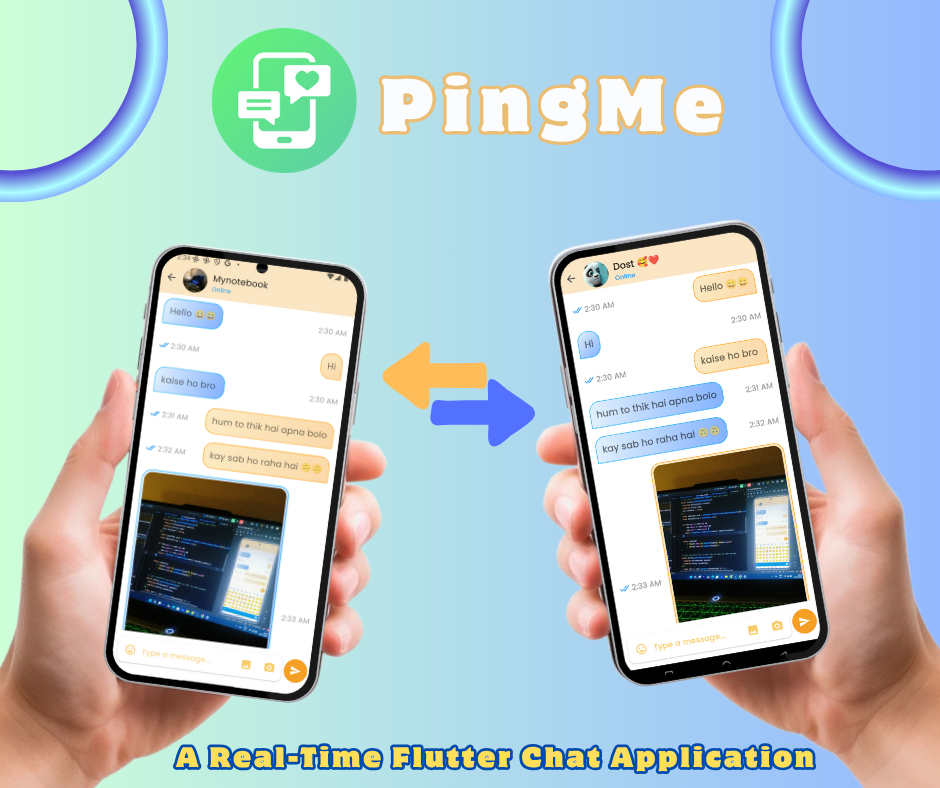 PingMe
2:34
Mynotebook
Online
Hello 😀😀
2:30 AM
2:30 AM
Hi
kaise ho bro
2:30 AM
2:31 AM
hum to thik hai apna bolo
2:32 AM
kay sab ho raha hai 🙃🙃
2:33 AM
Type a message...
Dost 🥰❤️
Online
Hello 😀😀
2:30 AM
Hi
2:30 AM
kaise ho bro
2:30 AM
hum to thik hai apna bolo
2:31 AM
kay sab ho raha hai 🙃🙃
2:32 AM
2:33 AM
Type a message...
A Real-Time Flutter Chat Application